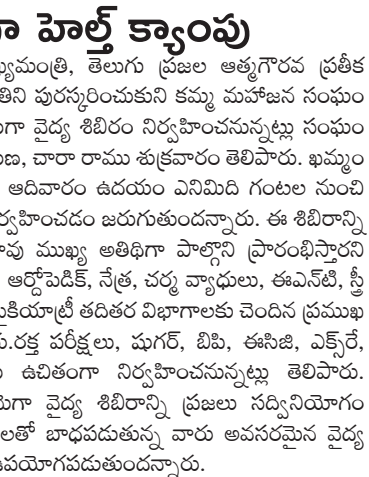 హెల్త్ క్యాంపు
ఖ్యమంత్రి, తెలుగు ప్రజల ఆత్మగౌరవ ప్రతీక
తిని పురస్కరించుకుని కమ్మ మహాజన సంఘం
గా వైద్య శిబిరం నిర్వహించనున్నట్లు సంఘం
ణ, చారా రాము శుక్రవారం తెలిపారు. ఖమ్మం
ఆదివారం ఉదయం ఎనిమిది గంటల నుంచి
ర్వహించడం జరుగుతుందన్నారు. ఈ శిబిరాన్ని
వు ముఖ్య అతిథిగా పాల్గొని ప్రారంభిస్తారని
ఆర్థోపెడిక్, నేత్ర, చర్మ వ్యాధులు, ఈఎన్‌టి, స్త్రీ
సైకియాట్రీ తదితర విభాగాలకు చెందిన ప్రముఖ
రు.రక్త పరీక్షలు, షుగర్, బిపి, ఈసిజి, ఎక్స్‌రే,
ఉచితంగా నిర్వహించనున్నట్లు తెలిపారు.
మెగా వైద్య శిబిరాన్ని ప్రజలు సద్వినియోగం
లతో బాధపడుతున్న వారు అవసరమైన వైద్య
ఉపయోగపడుతుందన్నారు.